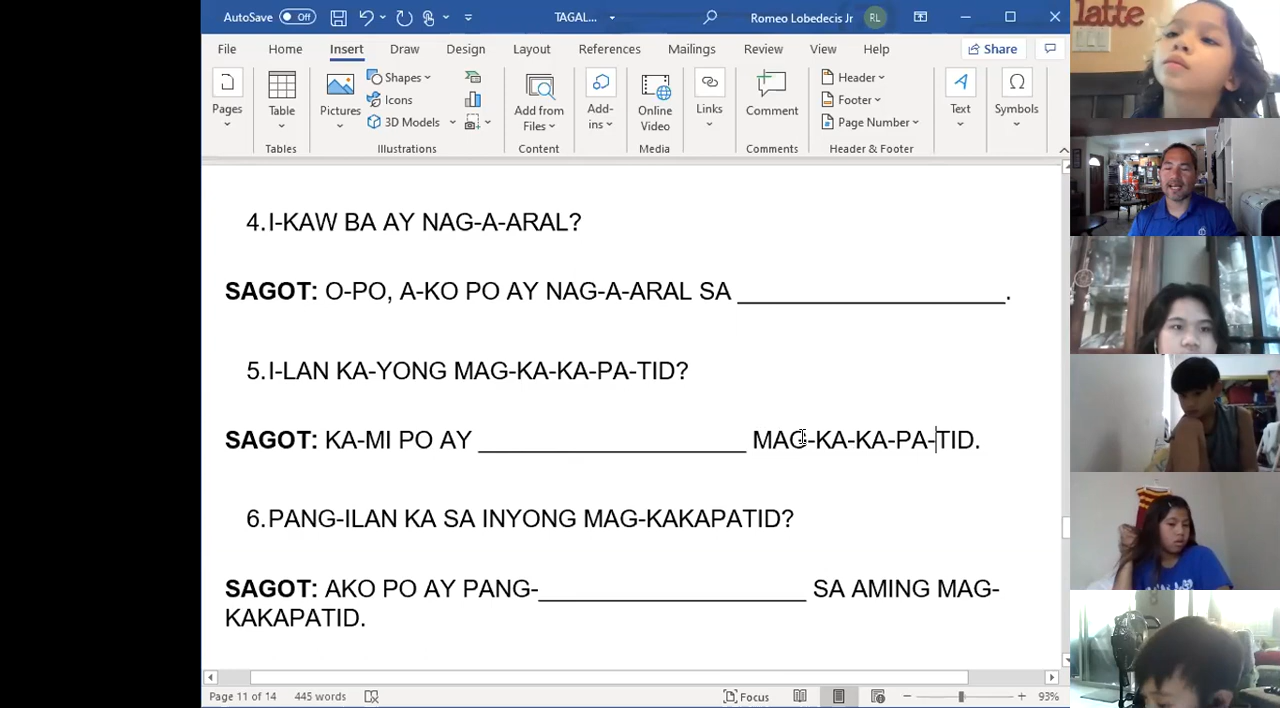 AutoSave Off TAGAL... Romeo Lobedecis Jr RL
File Home Insert Draw Design Layout References Mailings Review View Help Share
Pages Table Pictures Shapes Icons 3D Models Add from Files Add-ins Online Video Links Comment Header Footer Page Number Text Symbols
Tables Illustrations Content Media Comments Header & Footer
4. I-KAW BA AY NAG-A-ARAL?
SAGOT: O-PO, A-KO PO AY NAG-A-ARAL SA ____________________.
5. I-LAN KA-YONG MAG-KA-KA-PA-TID?
SAGOT: KA-MI PO AY ____________________ MAG-KA-KA-PA-TID.
6. PANG-ILAN KA SA INYONG MAG-KAKAPATID?
SAGOT: AKO PO AY PANG-____________________ SA AMING MAG-
KAKAPATID.
Page 11 of 14 445 words Focus 93%
latte